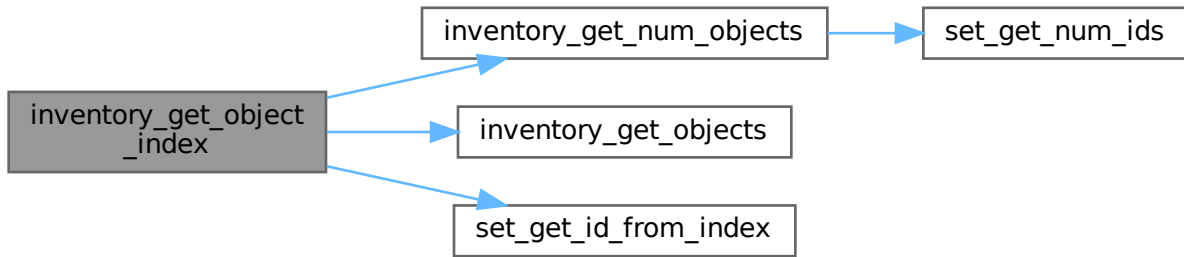 inventory_get_object
_index
inventory_get_num_objects
set_get_num_ids
inventory_get_objects
set_get_id_from_index